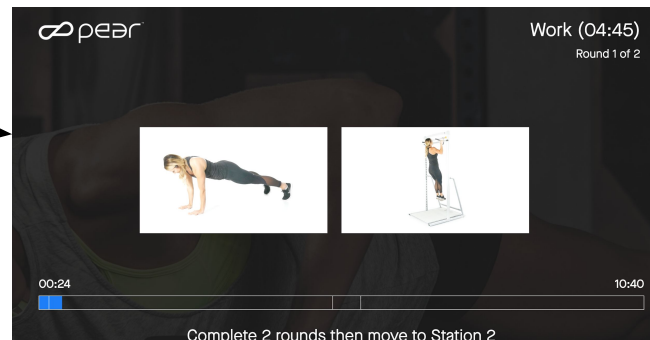 pear
Work (04:45)
Round 1 of 2
00:24
10:40
Complete 2 rounds then move to Station 2